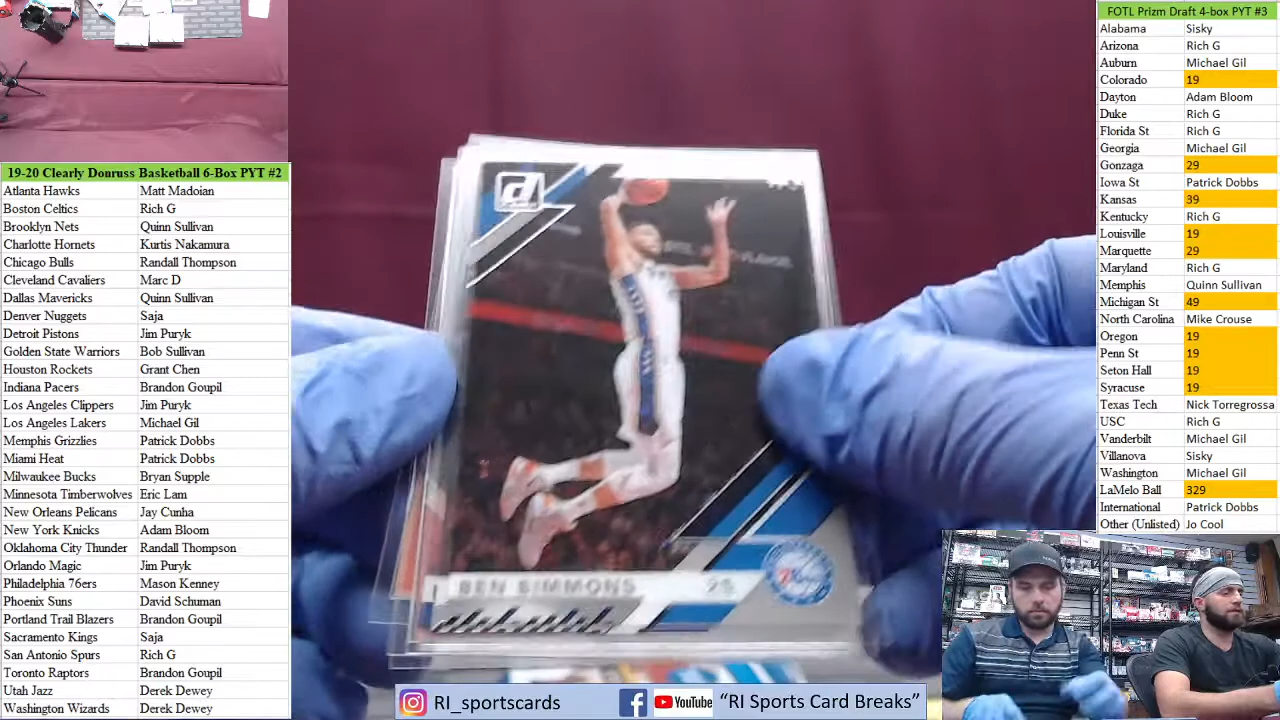 19-20 Clearly Donruss Basketball 6-Box PYT #2
Atlanta Hawks Matt Madoian
Boston Celtics Rich G
Brooklyn Nets Quinn Sullivan
Charlotte Hornets Kurtis Nakamura
Chicago Bulls Randall Thompson
Cleveland Cavaliers Marc D
Dallas Mavericks Quinn Sullivan
Denver Nuggets Saja
Detroit Pistons Jim Puryk
Golden State Warriors Bob Sullivan
Houston Rockets Grant Chen
Indiana Pacers Brandon Goupil
Los Angeles Clippers Jim Puryk
Los Angeles Lakers Michael Gil
Memphis Grizzlies Patrick Dobbs
Miami Heat Patrick Dobbs
Milwaukee Bucks Bryan Supple
Minnesota Timberwolves Eric Lam
New Orleans Pelicans Jay Cunha
New York Knicks Adam Bloom
Oklahoma City Thunder Randall Thompson
Orlando Magic Jim Puryk
Philadelphia 76ers Mason Kenney
Phoenix Suns David Schuman
Portland Trail Blazers Brandon Goupil
Sacramento Kings Saja
San Antonio Spurs Rich G
Toronto Raptors Brandon Goupil
Utah Jazz Derek Dewey
Washington Wizards Derek Dewey
BEN SIMMONS
RI_sportscards YouTube "RI Sports Card Breaks"
FOTL Prizm Draft 4-box PYT #3
Alabama Sisky
Arizona Rich G
Auburn Michael Gil
Colorado 19
Dayton Adam Bloom
Duke Rich G
Florida St Rich G
Georgia Michael Gil
Gonzaga 29
Iowa St Patrick Dobbs
Kansas 39
Kentucky Rich G
Louisville 19
Marquette 29
Maryland Rich G
Memphis Quinn Sullivan
Michigan St 49
North Carolina Mike Crouse
Oregon 19
Penn St 19
Seton Hall 19
Syracuse 19
Texas Tech Nick Torregrossa
USC Rich G
Vanderbilt Michael Gil
Villanova Sisky
Washington Michael Gil
LaMelo Ball 329
International Patrick Dobbs
Other (Unlisted) Jo Cool